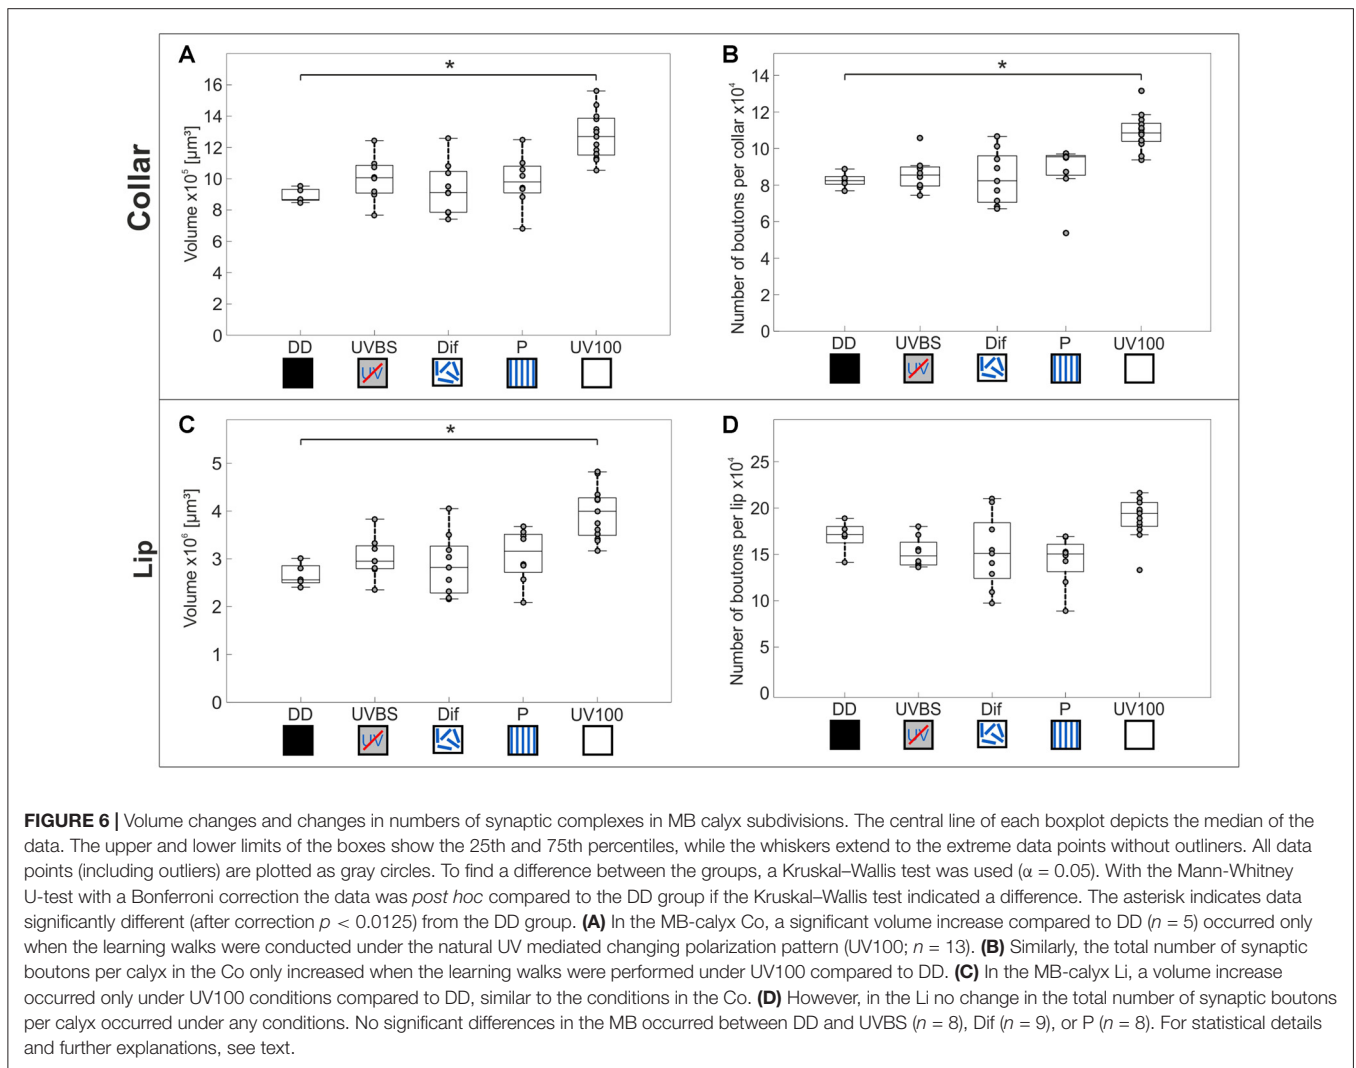 Collar
A
*
Volume x10⁵ [µm³]
16
14
12
10
8
6
4
2
0
DD
UVBS
Dif
P
UV100
UV
B
*
Number of boutons per collar x10⁴
14
12
10
8
6
4
2
0
DD
UVBS
Dif
P
UV100
UV
Lip
C
*
Volume x10⁶ [µm³]
5
4
3
2
1
0
DD
UVBS
Dif
P
UV100
UV
D
Number of boutons per lip x10⁴
25
20
15
10
5
0
DD
UVBS
Dif
P
UV100
UV
FIGURE 6 | Volume changes and changes in numbers of synaptic complexes in MB calyx subdivisions. The central line of each boxplot depicts the median of the
data. The upper and lower limits of the boxes show the 25th and 75th percentiles, while the whiskers extend to the extreme data points without outliners. All data
points (including outliers) are plotted as gray circles. To find a difference between the groups, a Kruskal–Wallis test was used (α = 0.05). With the Mann-Whitney
U-test with a Bonferroni correction the data was post hoc compared to the DD group if the Kruskal–Wallis test indicated a difference. The asterisk indicates data
significantly different (after correction p < 0.0125) from the DD group. (A) In the MB-calyx Co, a significant volume increase compared to DD (n = 5) occurred only
when the learning walks were conducted under the natural UV mediated changing polarization pattern (UV100; n = 13). (B) Similarly, the total number of synaptic
boutons per calyx in the Co only increased when the learning walks were performed under UV100 compared to DD. (C) In the MB-calyx Li, a volume increase
occurred only under UV100 conditions compared to DD, similar to the conditions in the Co. (D) However, in the Li no change in the total number of synaptic boutons
per calyx occurred under any conditions. No significant differences in the MB occurred between DD and UVBS (n = 8), Dif (n = 9), or P (n = 8). For statistical details
and further explanations, see text.